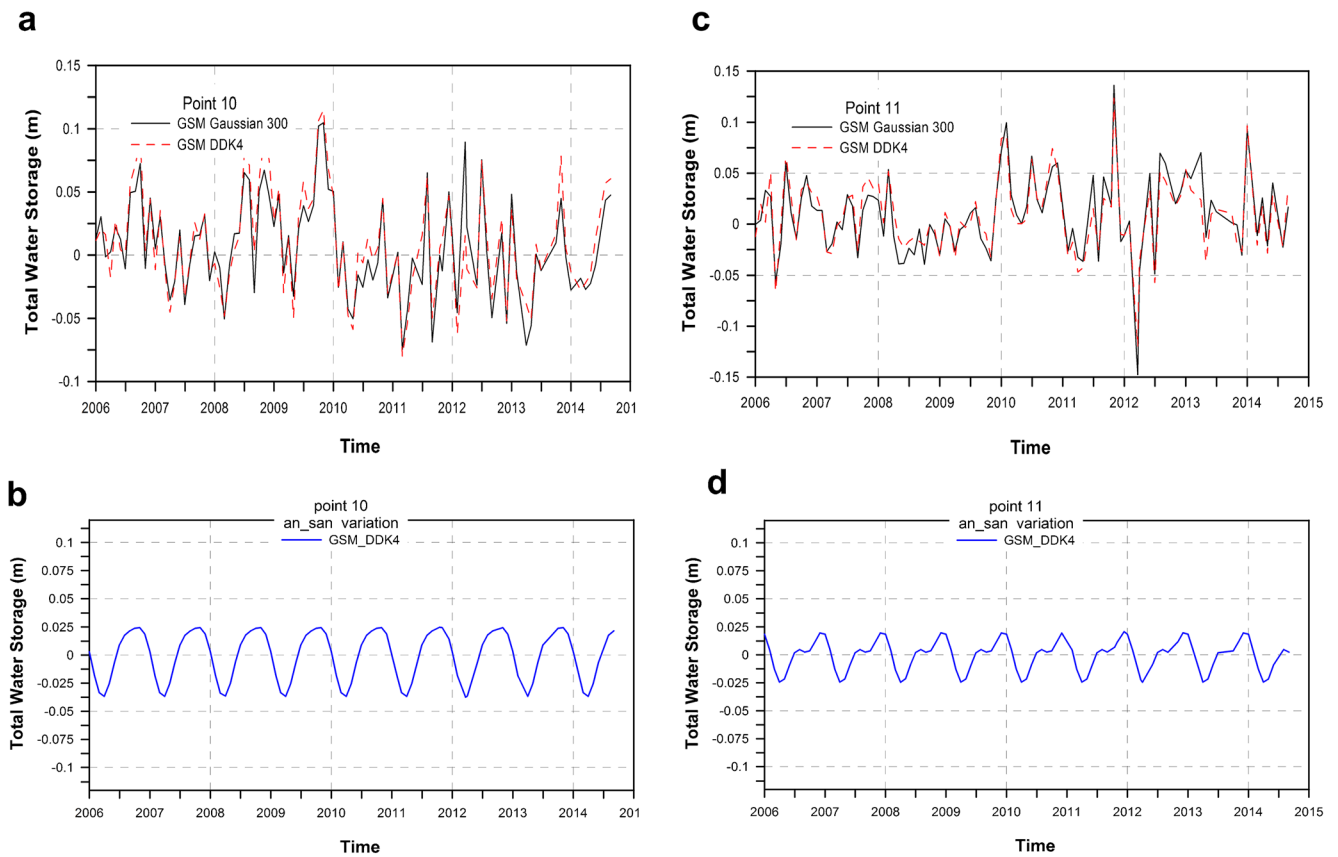 a
0.15
0.1
0.05
0
-0.05
-0.1
Total Water Storage (m)
Point 10
GSM Gaussian 300
GSM DDK4
2006 2007 2008 2009 2010 2011 2012 2013 2014 201
Time
c
0.15
0.1
0.05
0
-0.05
-0.1
-0.15
Total Water Storage (m)
Point 11
GSM Gaussian 300
GSM DDK4
2006 2007 2008 2009 2010 2011 2012 2013 2014 2015
Time
b
point 10
an_san variation
GSM_DDK4
0.1
0.075
0.05
0.025
0
-0.025
-0.05
-0.075
-0.1
Total Water Storage (m)
2006 2007 2008 2009 2010 2011 2012 2013 2014 201
Time
d
point 11
an_san variation
GSM_DDK4
0.1
0.075
0.05
0.025
0
-0.025
-0.05
-0.075
-0.1
Total Water Storage (m)
2006 2007 2008 2009 2010 2011 2012 2013 2014 2015
Time